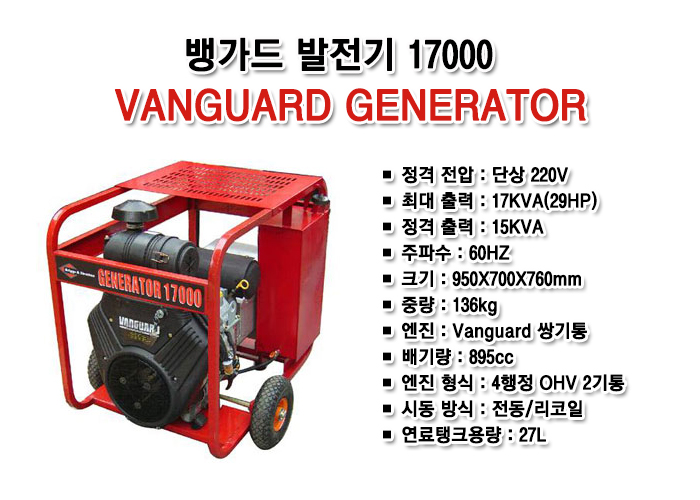 뱅가드 발전기 17000
VANGUARD GENERATOR
■ 정격 전압 : 단상 220V
■ 최대 출력 : 17KVA(29HP)
■ 정격 출력 : 15KVA
■ 주파수 : 60HZ
■ 크기 : 950X700X760mm
■ 중량 : 136kg
■ 엔진 : Vanguard 쌍기통
■ 배기량 : 895cc
■ 엔진 형식 : 4행정 OHV 2기통
■ 시동 방식 : 전동/리코일
■ 연료탱크용량 : 27L
Briggs & Stratton
GENERATOR 17000
VANGUARD